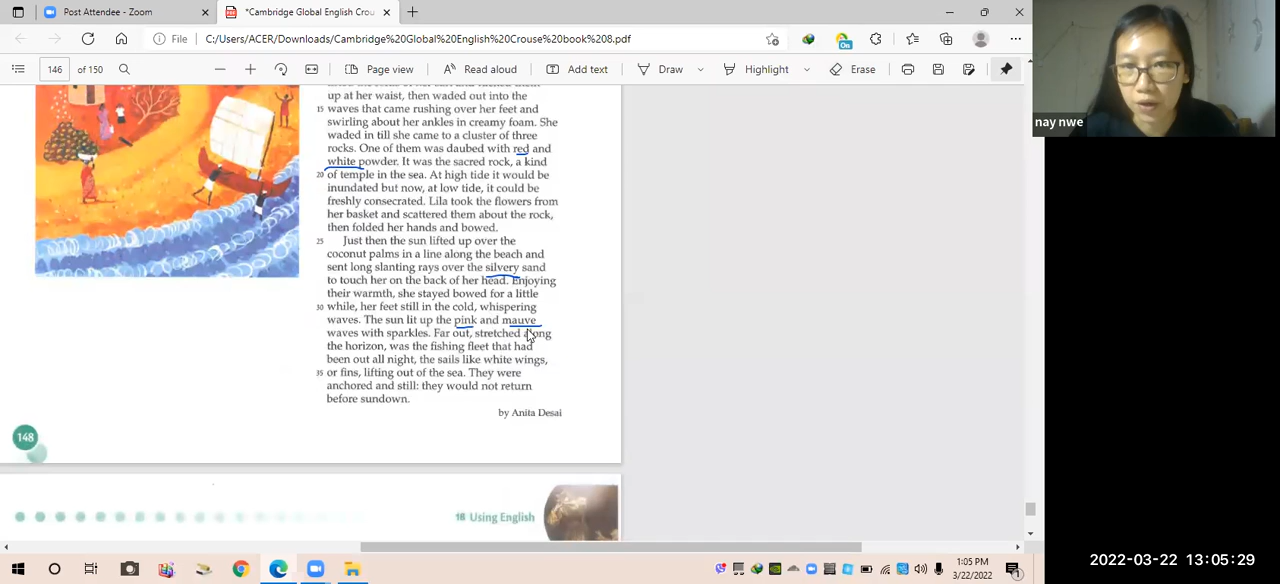 Post Attendee - Zoom
*Cambridge Global English Crou
File
C:/Users/ACER/Downloads/Cambridge%20Global%20English%20Crouse%20book%208.pdf
146 of 150
Page view
Read aloud
Add text
Draw
Highlight
Erase
nay nwe
up at her waist, then waded out into the
15 waves that came rushing over her feet and
swirling about her ankles in creamy foam. She
waded in till she came to a cluster of three
rocks. One of them was daubed with red and
white powder. It was the sacred rock, a kind
20 of temple in the sea. At high tide it would be
inundated but now, at low tide, it could be
freshly consecrated. Lila took the flowers from
her basket and scattered them about the rock,
then folded her hands and bowed.
25 Just then the sun lifted up over the
coconut palms in a line along the beach and
sent long slanting rays over the silvery sand
to touch her on the back of her head. Enjoying
their warmth, she stayed bowed for a little
30 while, her feet still in the cold, whispering
waves. The sun lit up the pink and mauve
waves with sparkles. Far out, stretched along
the horizon, was the fishing fleet that had
been out all night, the sails like white wings,
35 or fins, lifting out of the sea. They were
anchored and still: they would not return
before sundown.
by Anita Desai
148
16 Using English
On
1:05 PM
3/22/2022
2022-03-22 13:05:29